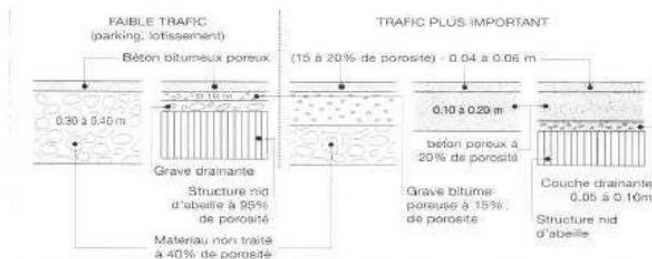 FAIBLE TRAFIC
(parking, lotissement)
TRAFIC PLUS IMPORTANT
Béton bitumeux poreux
(15 à 20% de porosité) - 0.04 à 0.06 m
0.30 à 0.40 m
0.10 m
0.10 à 0.20 m
béton poreux à
20% de porosité
Grave drainante
Structure nid
d'abeille à 95%
de porosité
Grave bitume
poreuse à 15%
de porosité
Couche drainante
0.05 à 0.10m
Structure nid
d'abeille
Matériau non traité
à 40% de porosité